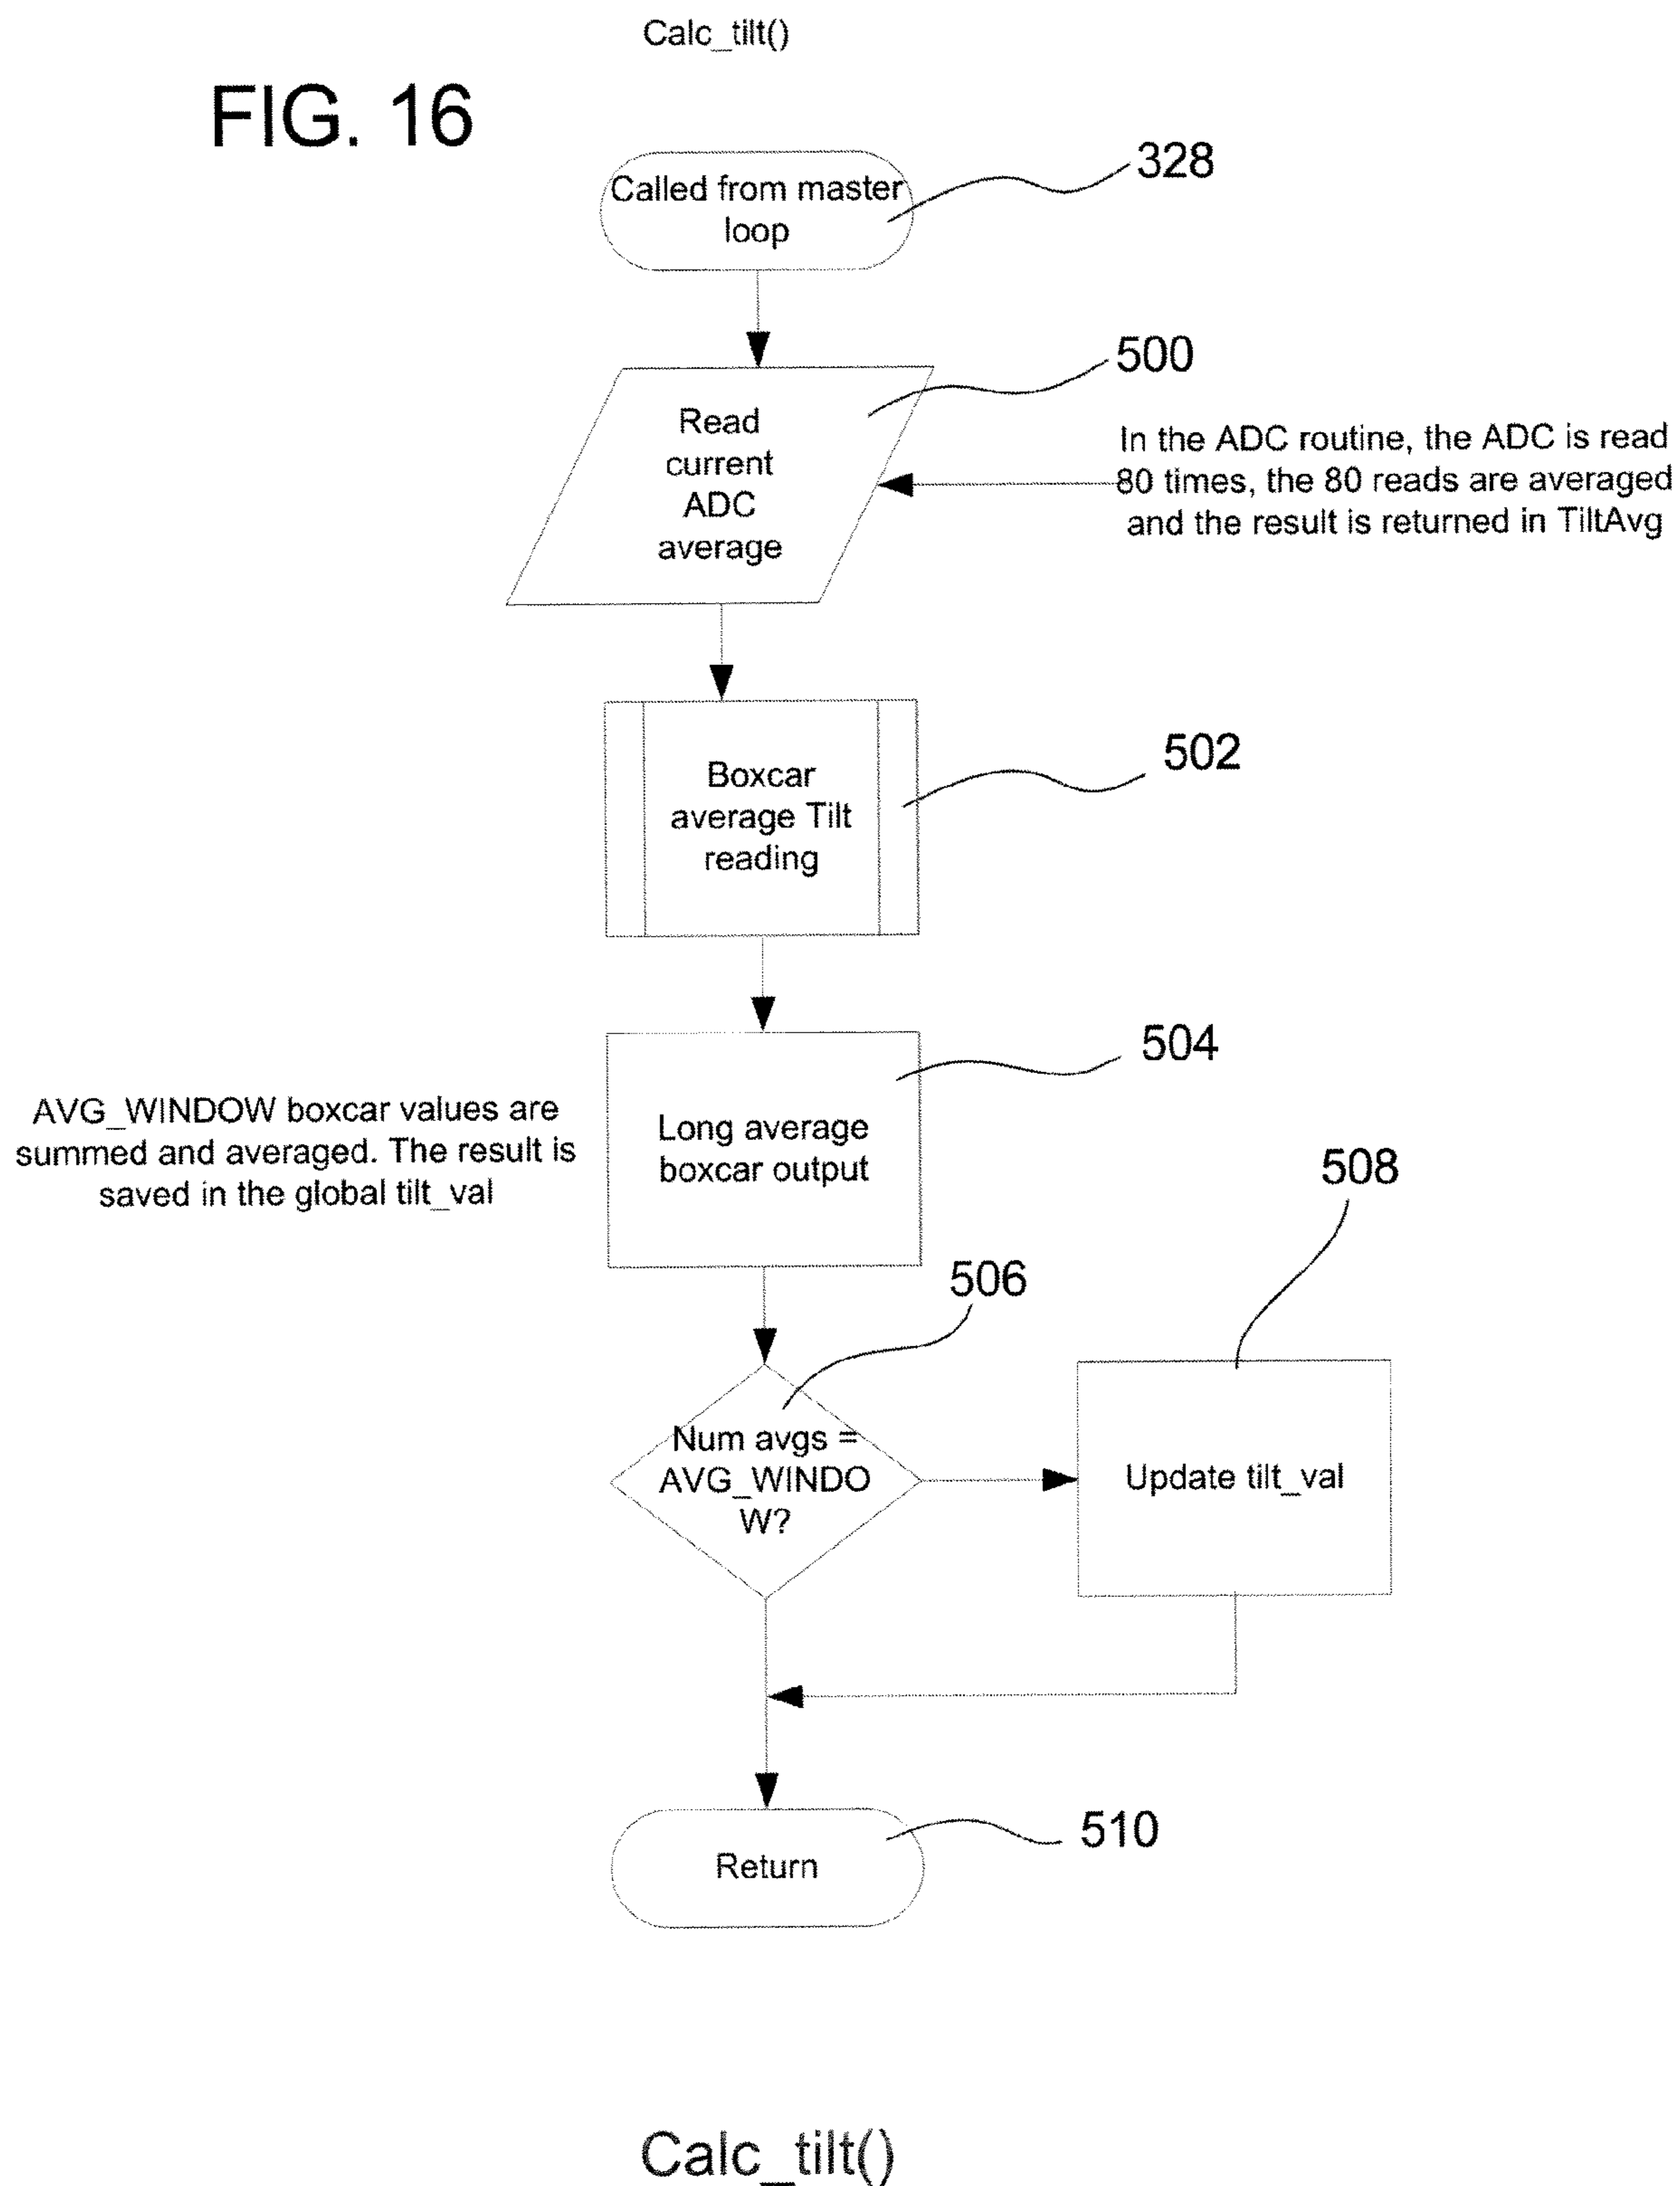 Calc_tilt()
FIG. 16
Called from master
loop
328
500
Read
current
ADC
average
In the ADC routine, the ADC is read
80 times, the 80 reads are averaged
and the result is returned in TiltAvg
Boxcar
average Tilt
reading
502
504
AVG_WINDOW boxcar values are
summed and averaged. The result is
saved in the global tilt_val
Long average
boxcar output
508
506
Num avgs =
AVG_WINDO
W?
Update tilt_val
510
Return
Calc_tilt()